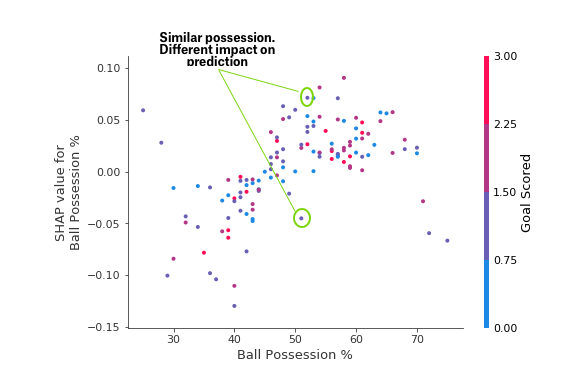 Similar possession.
Different impact on
prediction
0.10
0.05
0.00
−0.05
−0.10
−0.15
30
40
50
60
70
Ball Possession %
SHAP value for
Ball Possession %
3.00
2.25
1.50
0.75
0.00
Goal Scored